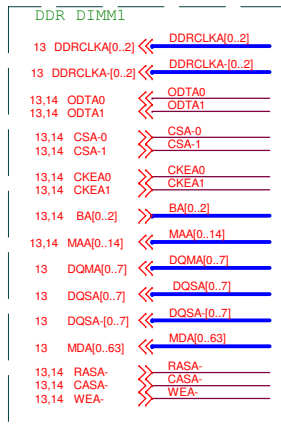 DDR DIMM1
13 DDRCLKA[0..2] DDRCLKA[0..2]
13 DDRCLKA-[0..2] DDRCLKA-[0..2]
13,14 ODTA0 ODTA0
13,14 ODTA1 ODTA1
13,14 CSA-0 CSA-0
13,14 CSA-1 CSA-1
13,14 CKEA0 CKEA0
13,14 CKEA1 CKEA1
13,14 BA[0..2] BA[0..2]
13,14 MAA[0..14] MAA[0..14]
13 DQMA[0..7] DQMA[0..7]
13 DQSA[0..7] DQSA[0..7]
13 DQSA-[0..7] DQSA-[0..7]
13 MDA[0..63] MDA[0..63]
13,14 RASA- RASA-
13,14 CASA- CASA-
13,14 WEA- WEA-